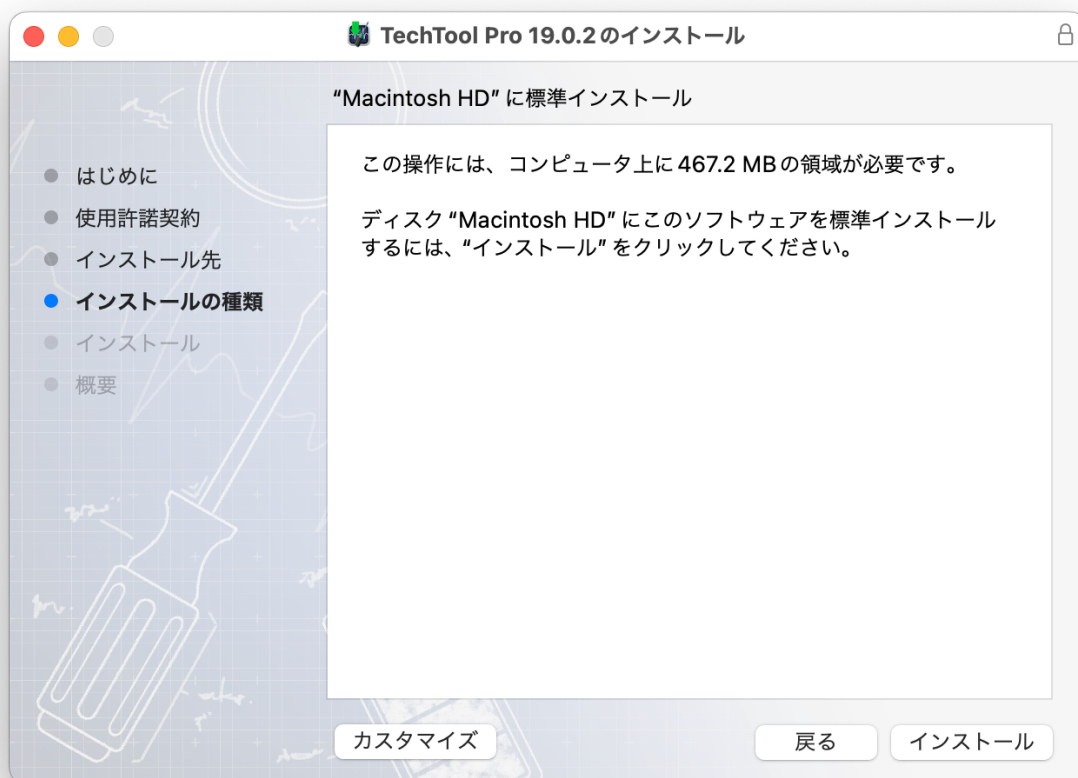 TechTool Pro 19.0.2のインストール
“Macintosh HD” に標準インストール
はじめに
使用許諾契約
インストール先
インストールの種類
インストール
概要
この操作には、コンピュータ上に467.2 MBの領域が必要です。
ディスク “Macintosh HD” にこのソフトウェアを標準インストール
するには、“インストール” をクリックしてください。
カスタマイズ
戻る
インストール